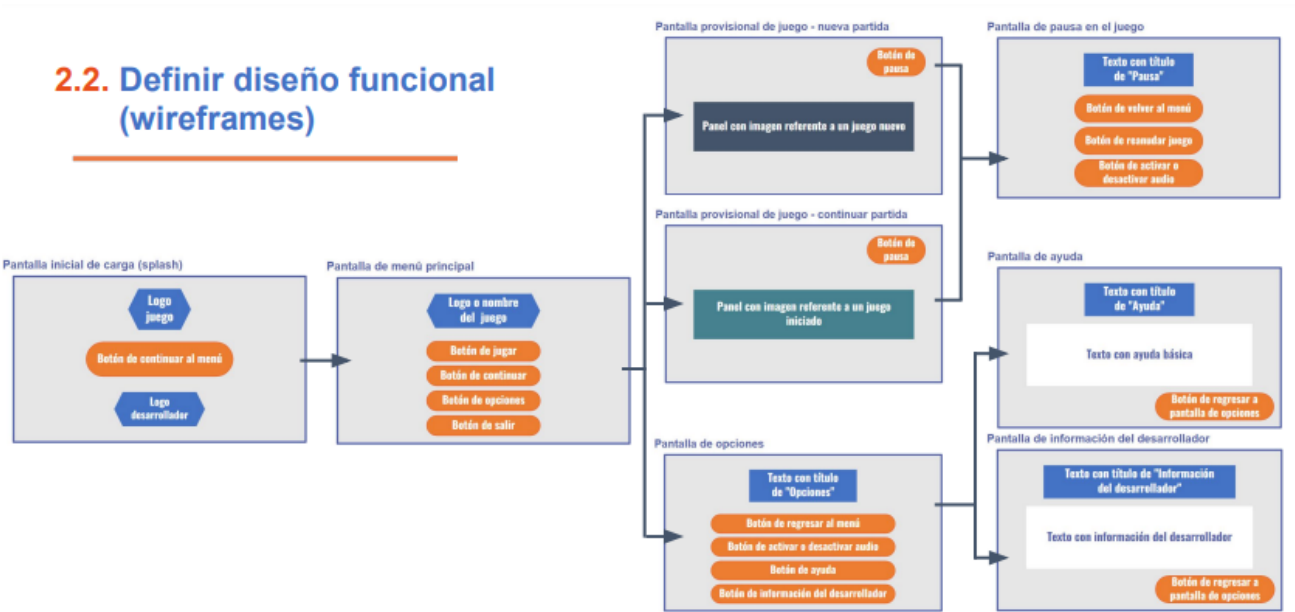 2.2. Definir diseño funcional
(wireframes)
Pantalla inicial de carga (splash)
Logo
juego
Botón de continuar al menú
Logo
desarrollador
Pantalla de menú principal
Logo o nombre
del juego
Botón de jugar
Botón de continuar
Botón de opciones
Botón de salir
Pantalla provisional de juego - nueva partida
Botón de
pausa
Panel con imagen referente a un juego nuevo
Pantalla provisional de juego - continuar partida
Botón de
pausa
Panel con imagen referente a un juego
iniciado
Pantalla de opciones
Texto con título
de "Opciones"
Botón de regresar al menú
Botón de activar o desactivar audio
Botón de ayuda
Botón de información del desarrollador
Pantalla de pausa en el juego
Texto con título
de "Pausa"
Botón de volver al menú
Botón de reanudar juego
Botón de activar o
desactivar audio
Pantalla de ayuda
Texto con título
de "Ayuda"
Texto con ayuda básica
Botón de regresar a
pantalla de opciones
Pantalla de información del desarrollador
Texto con título de "Información
del desarrollador"
Texto con información del desarrollador
Botón de regresar a
pantalla de opciones